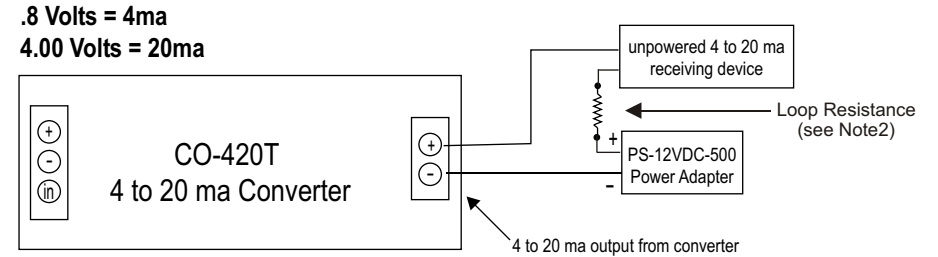 .8 Volts = 4ma
4.00 Volts = 20ma
unpowered 4 to 20 ma
receiving device
Loop Resistance
(see Note2)
+
-
in
CO-420T
4 to 20 ma Converter
+
-
+
PS-12VDC-500
Power Adapter
-
4 to 20 ma output from converter